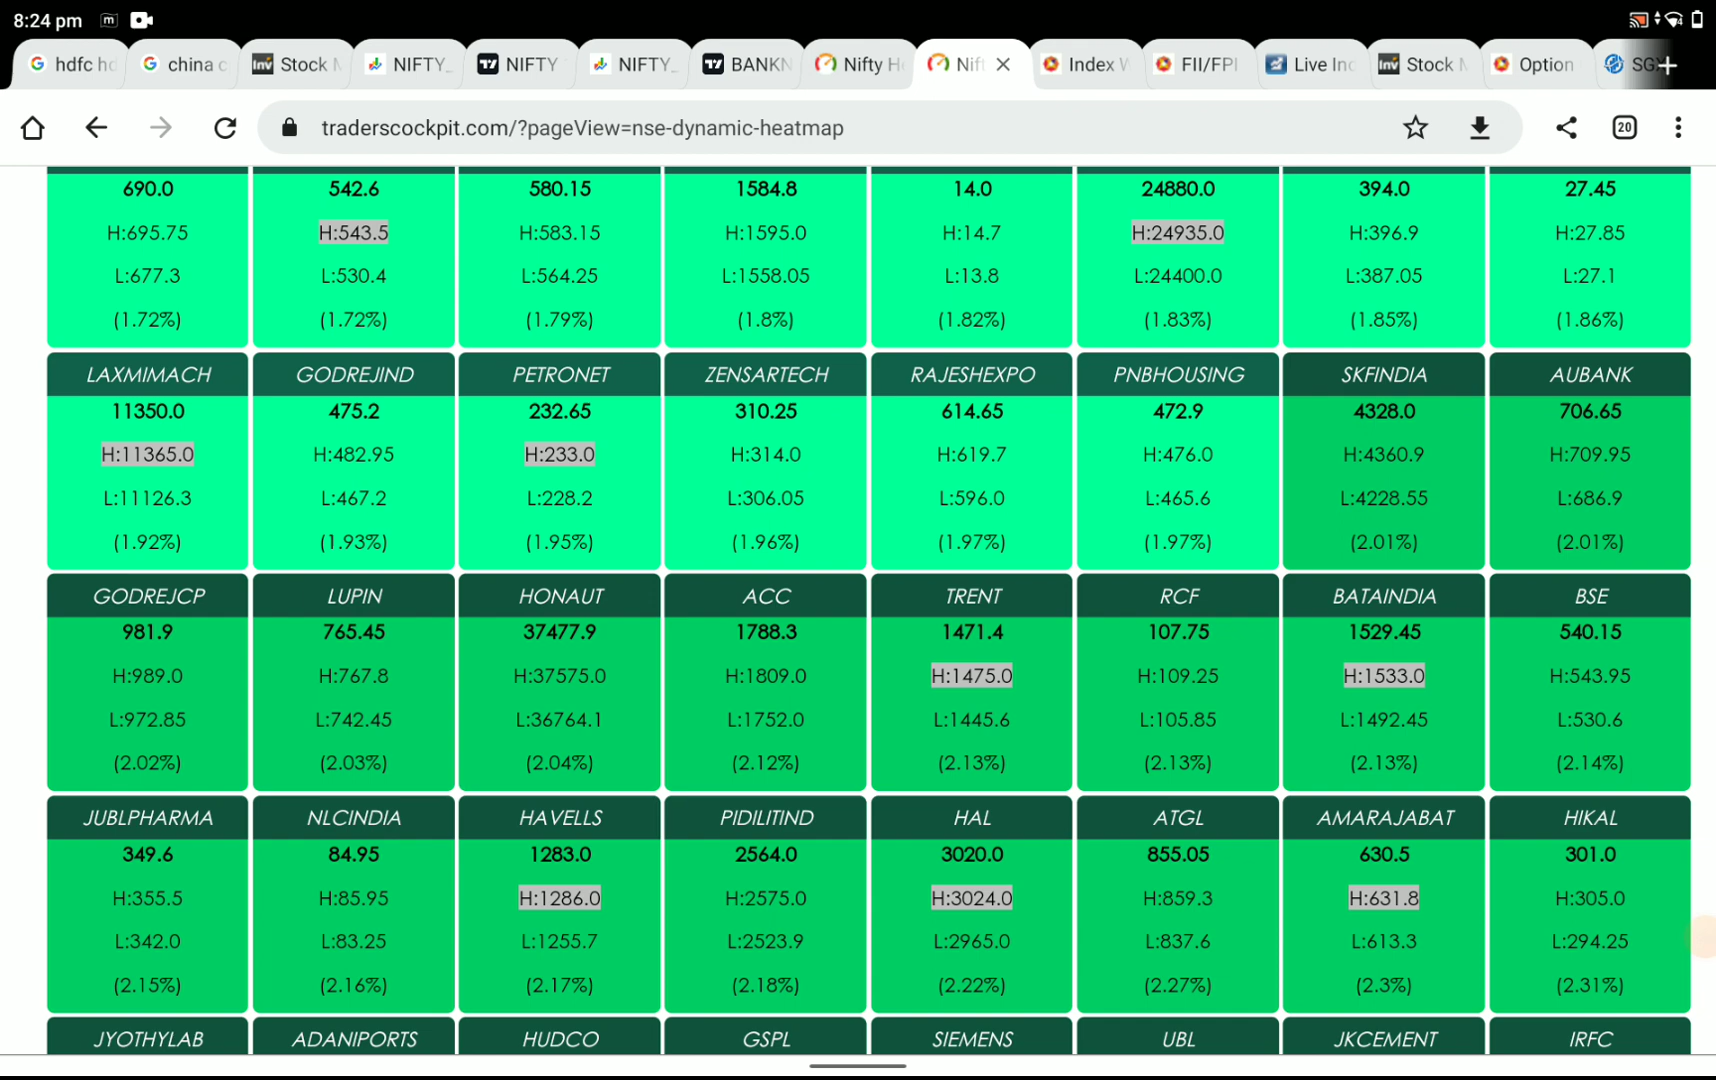 8:24 pm
hdfc hd
china c
Stock M
NIFTY_
NIFTY
NIFTY_
BANKN
Nifty He
Nift
Index W
FII/FPI
Live Ind
Stock M
Option
SGX
traderscockpit.com/?pageView=nse-dynamic-heatmap
20
690.0 542.6 580.15 1584.8 14.0 24880.0 394.0 27.45
H:695.75 H:543.5 H:583.15 H:1595.0 H:14.7 H:24935.0 H:396.9 H:27.85
L:677.3 L:530.4 L:564.25 L:1558.05 L:13.8 L:24400.0 L:387.05 L:27.1
(1.72%) (1.72%) (1.79%) (1.8%) (1.82%) (1.83%) (1.85%) (1.86%)
LAXMIMACH GODREJIND PETRONET ZENSARTECH RAJESHEXPO PNBHOUSING SKFINDIA AUBANK
11350.0 475.2 232.65 310.25 614.65 472.9 4328.0 706.65
H:11365.0 H:482.95 H:233.0 H:314.0 H:619.7 H:476.0 H:4360.9 H:709.95
L:11126.3 L:467.2 L:228.2 L:306.05 L:596.0 L:465.6 L:4228.55 L:686.9
(1.92%) (1.93%) (1.95%) (1.96%) (1.97%) (1.97%) (2.01%) (2.01%)
GODREJCP LUPIN HONAUT ACC TRENT RCF BATAINDIA BSE
981.9 765.45 37477.9 1788.3 1471.4 107.75 1529.45 540.15
H:989.0 H:767.8 H:37575.0 H:1809.0 H:1475.0 H:109.25 H:1533.0 H:543.95
L:972.85 L:742.45 L:36764.1 L:1752.0 L:1445.6 L:105.85 L:1492.45 L:530.6
(2.02%) (2.03%) (2.04%) (2.12%) (2.13%) (2.13%) (2.13%) (2.14%)
JUBLPHARMA NLCINDIA HAVELLS PIDILITIND HAL ATGL AMARAJABAT HIKAL
349.6 84.95 1283.0 2564.0 3020.0 855.05 630.5 301.0
H:355.5 H:85.95 H:1286.0 H:2575.0 H:3024.0 H:859.3 H:631.8 H:305.0
L:342.0 L:83.25 L:1255.7 L:2523.9 L:2965.0 L:837.6 L:613.3 L:294.25
(2.15%) (2.16%) (2.17%) (2.18%) (2.22%) (2.27%) (2.3%) (2.31%)
JYOTHYLAB ADANIPORTS HUDCO GSPL SIEMENS UBL JKCEMENT IRFC